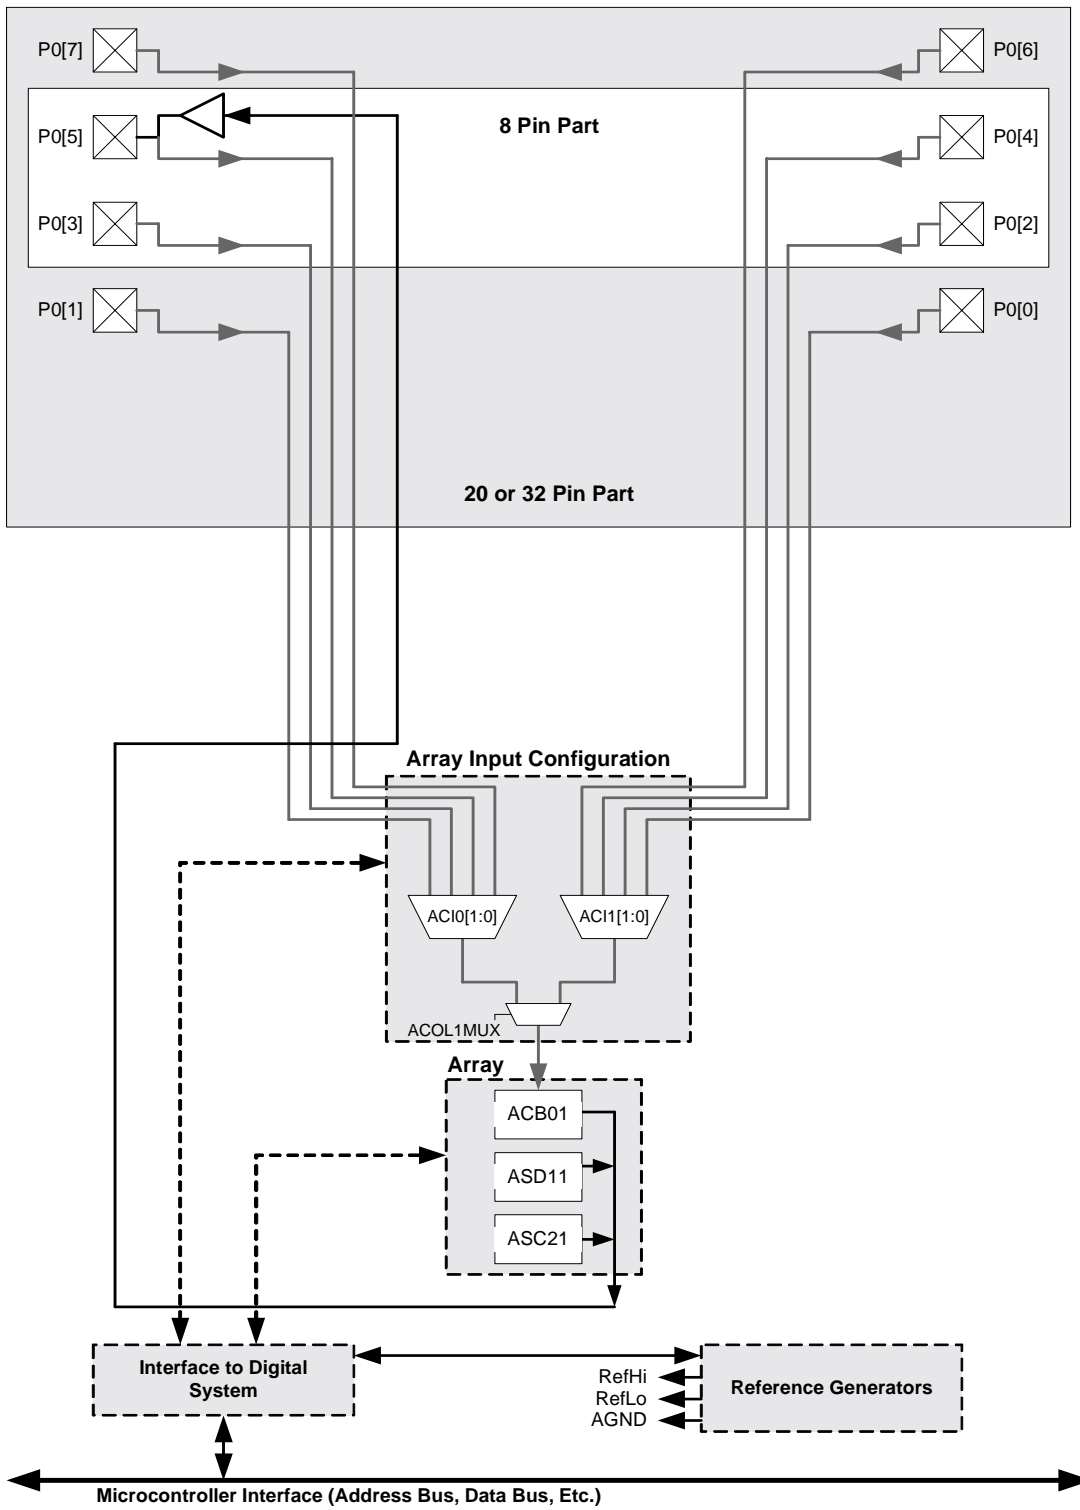 P0[7]
P0[6]
8 Pin Part
P0[5]
P0[4]
P0[3]
P0[2]
P0[1]
P0[0]
20 or 32 Pin Part
Array Input Configuration
ACI0[1:0]
ACI1[1:0]
ACOL1MUX
Array
ACB01
ASD11
ASC21
Interface to Digital
System
RefHi
RefLo
AGND
Reference Generators
Microcontroller Interface (Address Bus, Data Bus, Etc.)